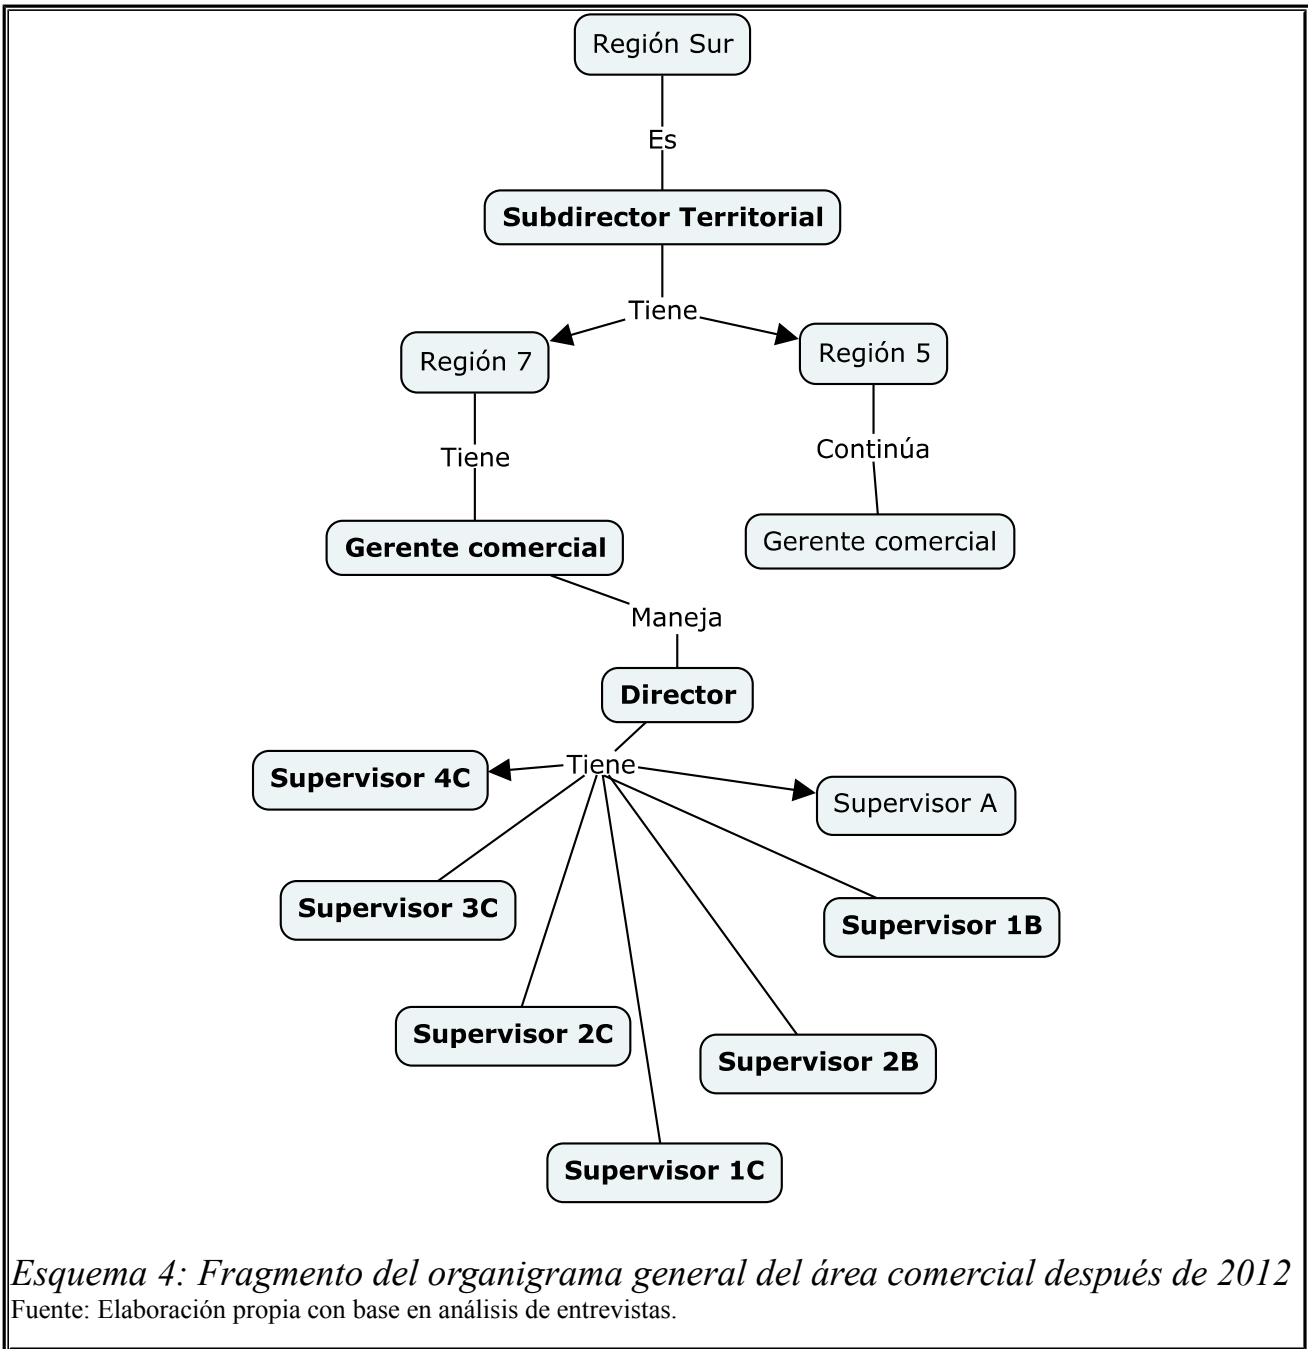 Región Sur
Es
Subdirector Territorial
Tiene
Región 7
Región 5
Tiene
Continúa
Gerente comercial
Gerente comercial
Maneja
Director
Tiene
Supervisor 4C
Supervisor A
Supervisor 3C
Supervisor 1B
Supervisor 2C
Supervisor 2B
Supervisor 1C
Esquema 4: Fragmento del organigrama general del área comercial después de 2012
Fuente: Elaboración propia con base en análisis de entrevistas.